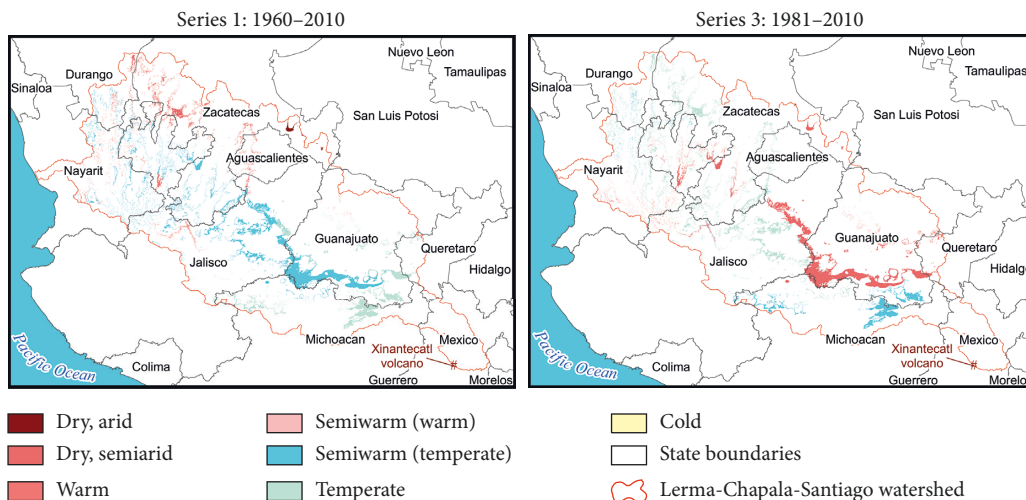 Series 1: 1960–2010
Series 3: 1981–2010
Nuevo Leon
Tamaulipas
Durango
Sinaloa
Zacatecas
San Luis Potosi
Aguascalientes
Nayarit
Guanajuato
Queretaro
Jalisco
Hidalgo
Michoacan
Mexico
Xinantecatl
volcano
#
Colima
Pacific Ocean
Guerrero
Morelos
Nuevo Leon
Tamaulipas
Durango
Sinaloa
Zacatecas
San Luis Potosi
Aguascalientes
Nayarit
Guanajuato
Queretaro
Jalisco
Hidalgo
Michoacan
Mexico
Xinantecatl
volcano
#
Colima
Pacific Ocean
Guerrero
Morelos
Dry, arid
Semiwarm (warm)
Cold
Dry, semiarid
Semiwarm (temperate)
State boundaries
Warm
Temperate
Lerma-Chapala-Santiago watershed